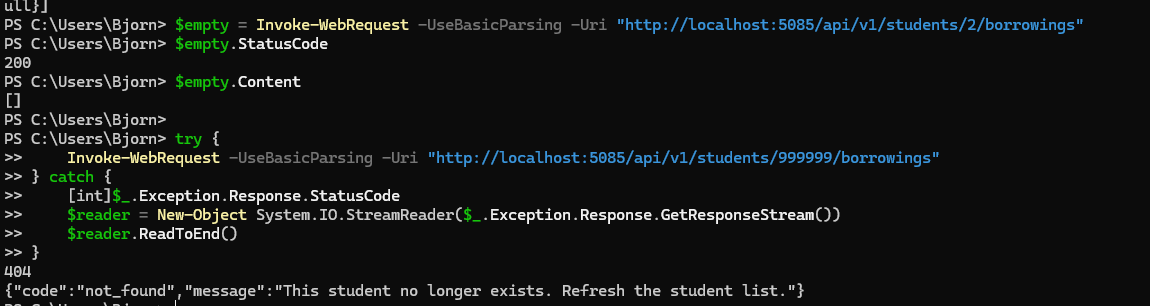 ull}]
PS C:\Users\Bjorn> $empty = Invoke-WebRequest -UseBasicParsing -Uri "http://localhost:5085/api/v1/students/2/borrowings"
PS C:\Users\Bjorn> $empty.StatusCode
200
PS C:\Users\Bjorn> $empty.Content
[]
PS C:\Users\Bjorn>
PS C:\Users\Bjorn> try {
>>     Invoke-WebRequest -UseBasicParsing -Uri "http://localhost:5085/api/v1/students/999999/borrowings"
>> } catch {
>>     [int]$_.Exception.Response.StatusCode
>>     $reader = New-Object System.IO.StreamReader($_.Exception.Response.GetResponseStream())
>>     $reader.ReadToEnd()
>> }
404
{"code":"not_found","message":"This student no longer exists. Refresh the student list."}
PS C:\Users\Bjorn>